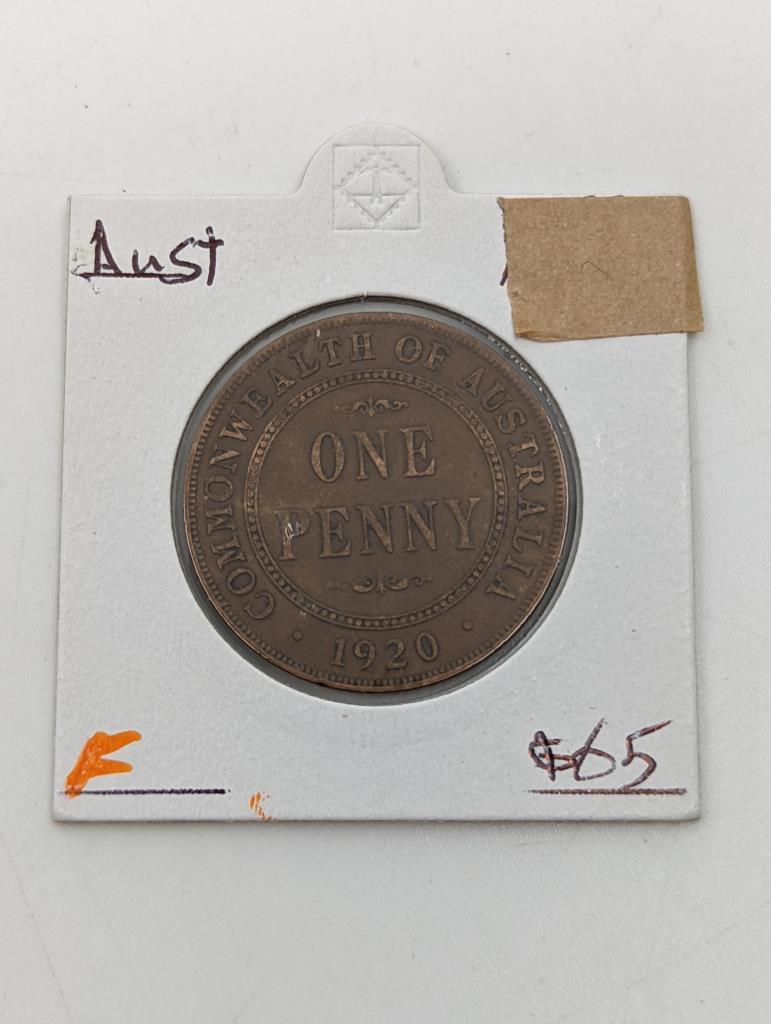 Aust
COMMONWEALTH OF AUSTRALIA
ONE
PENNY
· 1920 ·
F
$65